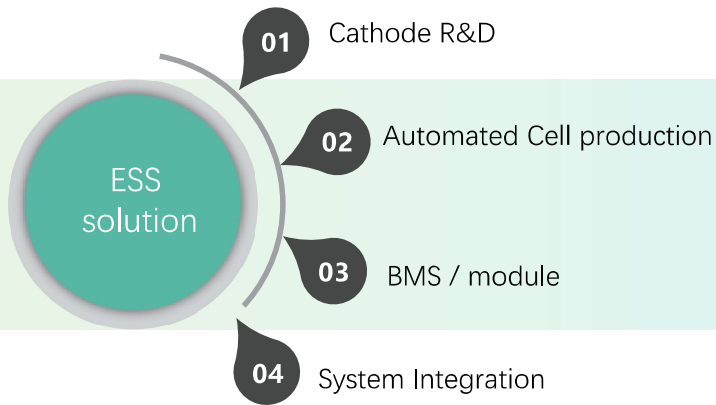 01
Cathode R&D
02
Automated Cell production
ESS
solution
03
BMS / module
04
System Integration